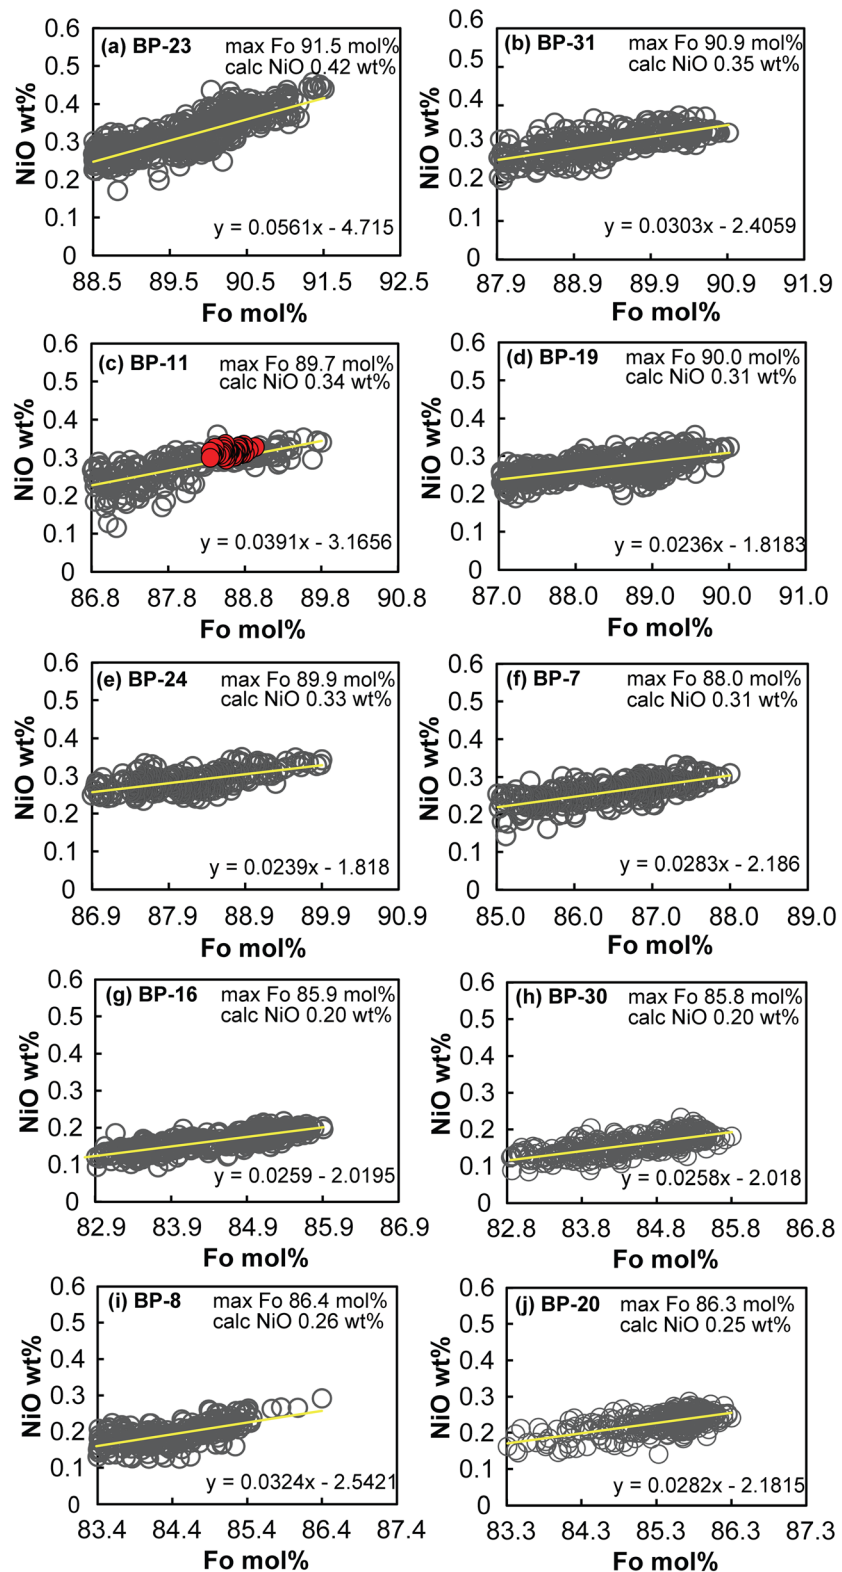 (a) BP-23 max Fo 91.5 mol%
calc NiO 0.42 wt%
0.6
0.5
0.4
0.3
0.2
0.1
0
NiO wt%
y = 0.0561x - 4.715
88.5 89.5 90.5 91.5 92.5
Fo mol%
(b) BP-31 max Fo 90.9 mol%
calc NiO 0.35 wt%
0.6
0.5
0.4
0.3
0.2
0.1
0
NiO wt%
y = 0.0303x - 2.4059
87.9 88.9 89.9 90.9 91.9
Fo mol%
(c) BP-11 max Fo 89.7 mol%
calc NiO 0.34 wt%
0.6
0.5
0.4
0.3
0.2
0.1
0
NiO wt%
y = 0.0391x - 3.1656
86.8 87.8 88.8 89.8 90.8
Fo mol%
(d) BP-19 max Fo 90.0 mol%
calc NiO 0.31 wt%
0.6
0.5
0.4
0.3
0.2
0.1
0
NiO wt%
y = 0.0236x - 1.8183
87.0 88.0 89.0 90.0 91.0
Fo mol%
(e) BP-24 max Fo 89.9 mol%
calc NiO 0.33 wt%
0.6
0.5
0.4
0.3
0.2
0.1
0
NiO wt%
y = 0.0239x - 1.818
86.9 87.9 88.9 89.9 90.9
Fo mol%
(f) BP-7 max Fo 88.0 mol%
calc NiO 0.31 wt%
0.6
0.5
0.4
0.3
0.2
0.1
0
NiO wt%
y = 0.0283x - 2.186
85.0 86.0 87.0 88.0 89.0
Fo mol%
(g) BP-16 max Fo 85.9 mol%
calc NiO 0.20 wt%
0.6
0.5
0.4
0.3
0.2
0.1
0
NiO wt%
y = 0.0259 - 2.0195
82.9 83.9 84.9 85.9 86.9
Fo mol%
(h) BP-30 max Fo 85.8 mol%
calc NiO 0.20 wt%
0.6
0.5
0.4
0.3
0.2
0.1
0
NiO wt%
y = 0.0258x - 2.018
82.8 83.8 84.8 85.8 86.8
Fo mol%
(i) BP-8 max Fo 86.4 mol%
calc NiO 0.26 wt%
0.6
0.5
0.4
0.3
0.2
0.1
0
NiO wt%
y = 0.0324x - 2.5421
83.4 84.4 85.4 86.4 87.4
Fo mol%
(j) BP-20 max Fo 86.3 mol%
calc NiO 0.25 wt%
0.6
0.5
0.4
0.3
0.2
0.1
0
NiO wt%
y = 0.0282x - 2.1815
83.3 84.3 85.3 86.3 87.3
Fo mol%